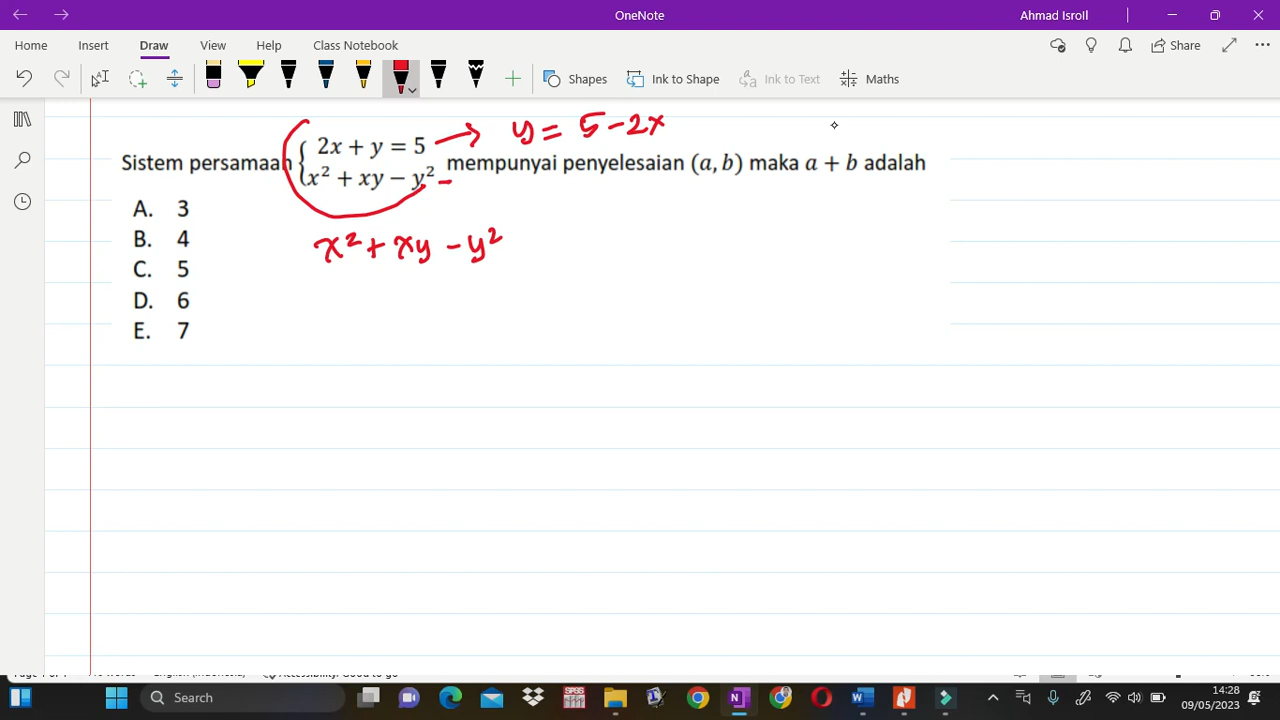 OneNote
Ahmad Isroll
Home Insert Draw View Help Class Notebook
Share
Shapes
Ink to Shape
Ink to Text
Maths
Sistem persamaan { 2x + y = 5 → y = 5 - 2x
x² + xy − y² - mempunyai penyelesaian (a, b) maka a + b adalah
A. 3
B. 4
C. 5
D. 6
E. 7
x² + xy - y²
Search
14:28
09/05/2023